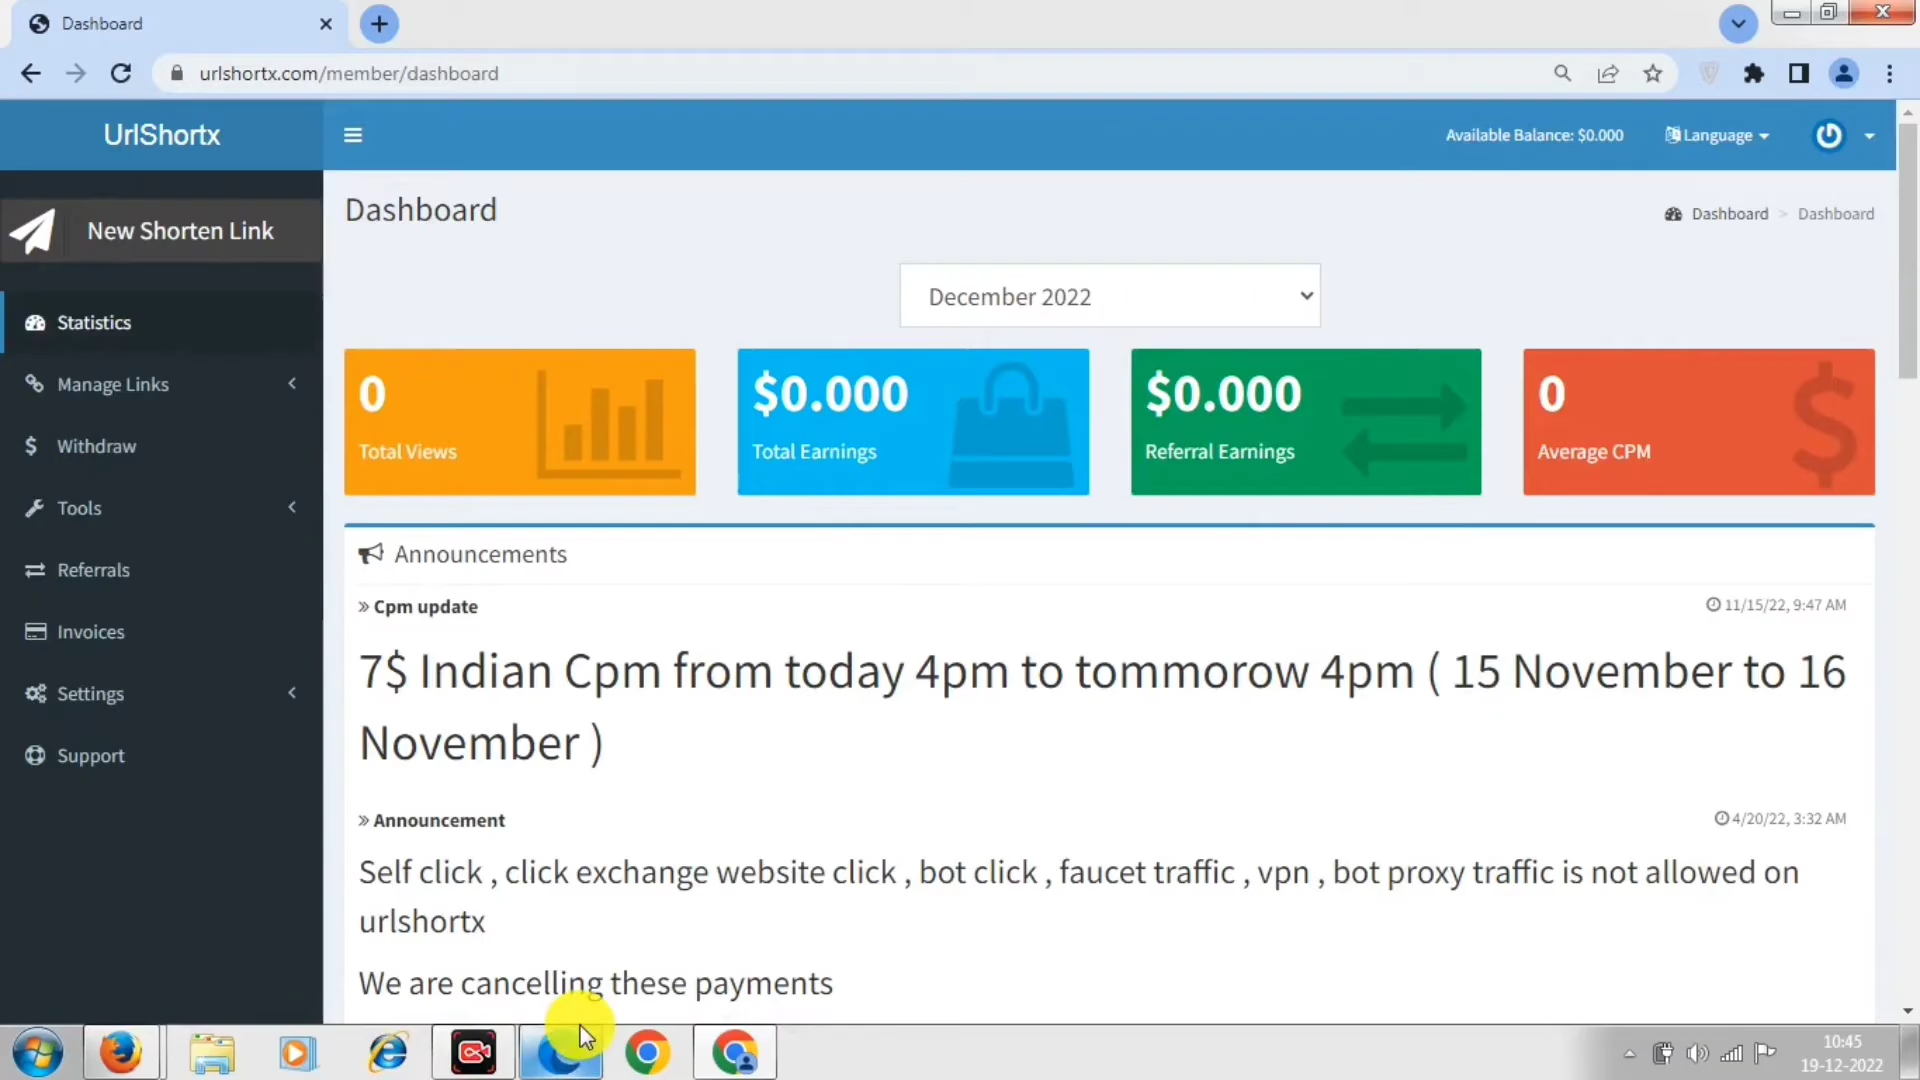 Dashboard
urlshortx.com/member/dashboard
UrlShortx
Available Balance: $0.000
Language
New Shorten Link
Dashboard
Dashboard > Dashboard
December 2022
Statistics
Manage Links
Withdraw
Tools
Referrals
Invoices
Settings
Support
0
Total Views
$0.000
Total Earnings
$0.000
Referral Earnings
0
Average CPM
Announcements
» Cpm update
11/15/22, 9:47 AM
7$ Indian Cpm from today 4pm to tommorow 4pm ( 15 November to 16
November )
» Announcement
4/20/22, 3:32 AM
Self click , click exchange website click , bot click , faucet traffic , vpn , bot proxy traffic is not allowed on
urlshortx
We are cancelling these payments
10:45
19-12-2022